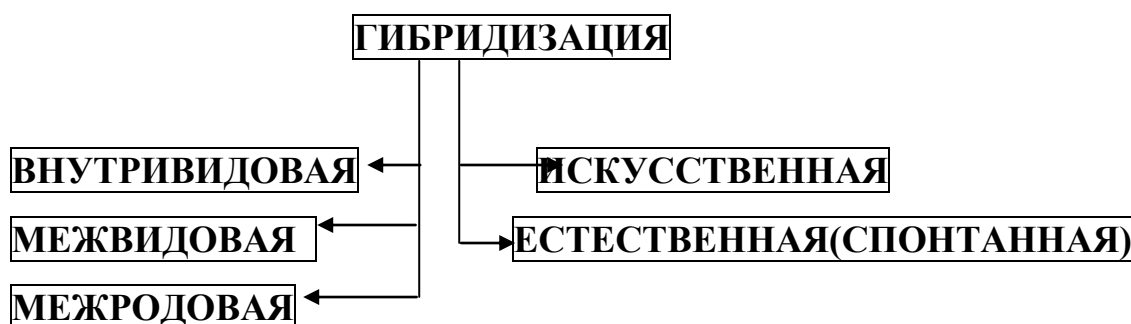 ГИБРИДИЗАЦИЯ
ВНУТРИВИДОВАЯ
ИСКУССТВЕННАЯ
МЕЖВИДОВАЯ
ЕСТЕСТВЕННАЯ(СПОНТАННАЯ)
МЕЖРОДОВАЯ